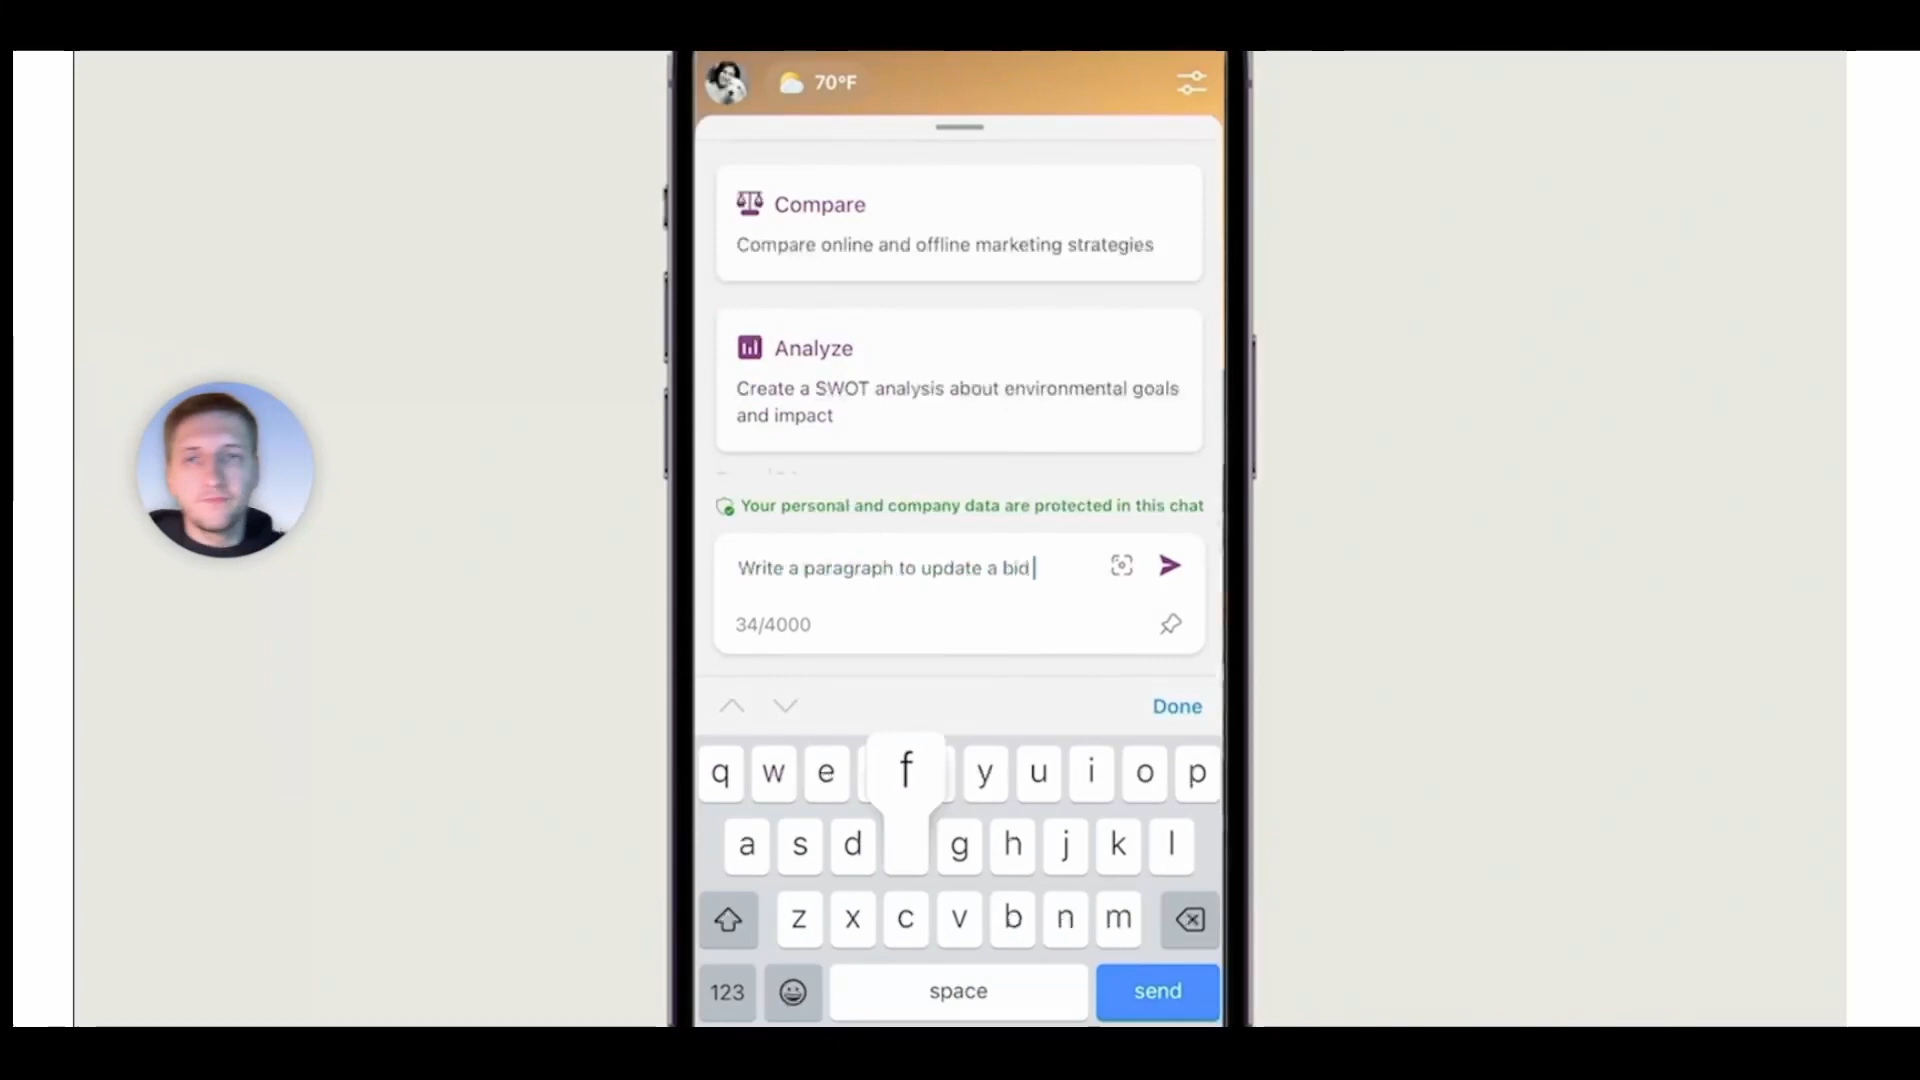 70°F
Compare
Compare online and offline marketing strategies
Analyze
Create a SWOT analysis about environmental goals
and impact
Your personal and company data are protected in this chat
Write a paragraph to update a bid
34/4000
Done
q w e f y u i o p
a s d g h j k l
z x c v b n m
123 space send